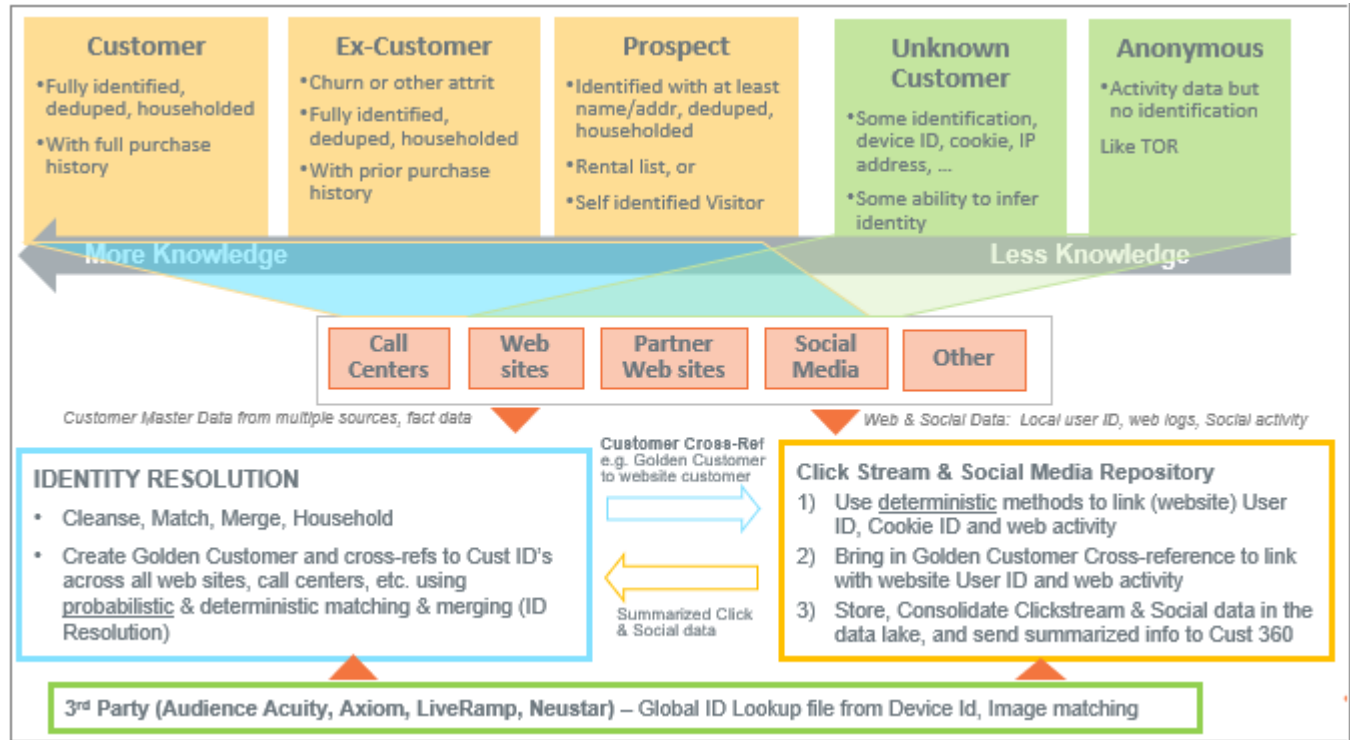 Customer
•Fully identified,
deduped, householded
•With full purchase
history
Ex-Customer
•Churn or other attrit
•Fully identified,
deduped, householded
•With prior purchase
history
Prospect
•Identified with at least
name/addr, deduped,
householded
•Rental list, or
•Self identified Visitor
Unknown
Customer
•Some identification,
device ID, cookie, IP
address, ...
•Some ability to infer
identity
Anonymous
•Activity data but
no identification
Like TOR
More Knowledge
Less Knowledge
Call
Centers
Web
sites
Partner
Web sites
Social
Media
Other
Customer Master Data from multiple sources, fact data
Web & Social Data: Local user ID, web logs, Social activity
IDENTITY RESOLUTION
• Cleanse, Match, Merge, Household
• Create Golden Customer and cross-refs to Cust ID's
across all web sites, call centers, etc. using
probabilistic & deterministic matching & merging (ID
Resolution)
Customer Cross-Ref
e.g. Golden Customer
to website customer
Summarized Click
& Social data
Click Stream & Social Media Repository
1) Use deterministic methods to link (website) User
ID, Cookie ID and web activity
2) Bring in Golden Customer Cross-reference to link
with website User ID and web activity
3) Store, Consolidate Clickstream & Social data in the
data lake, and send summarized info to Cust 360
3rd Party (Audience Acuity, Axiom, LiveRamp, Neustar) – Global ID Lookup file from Device Id, Image matching